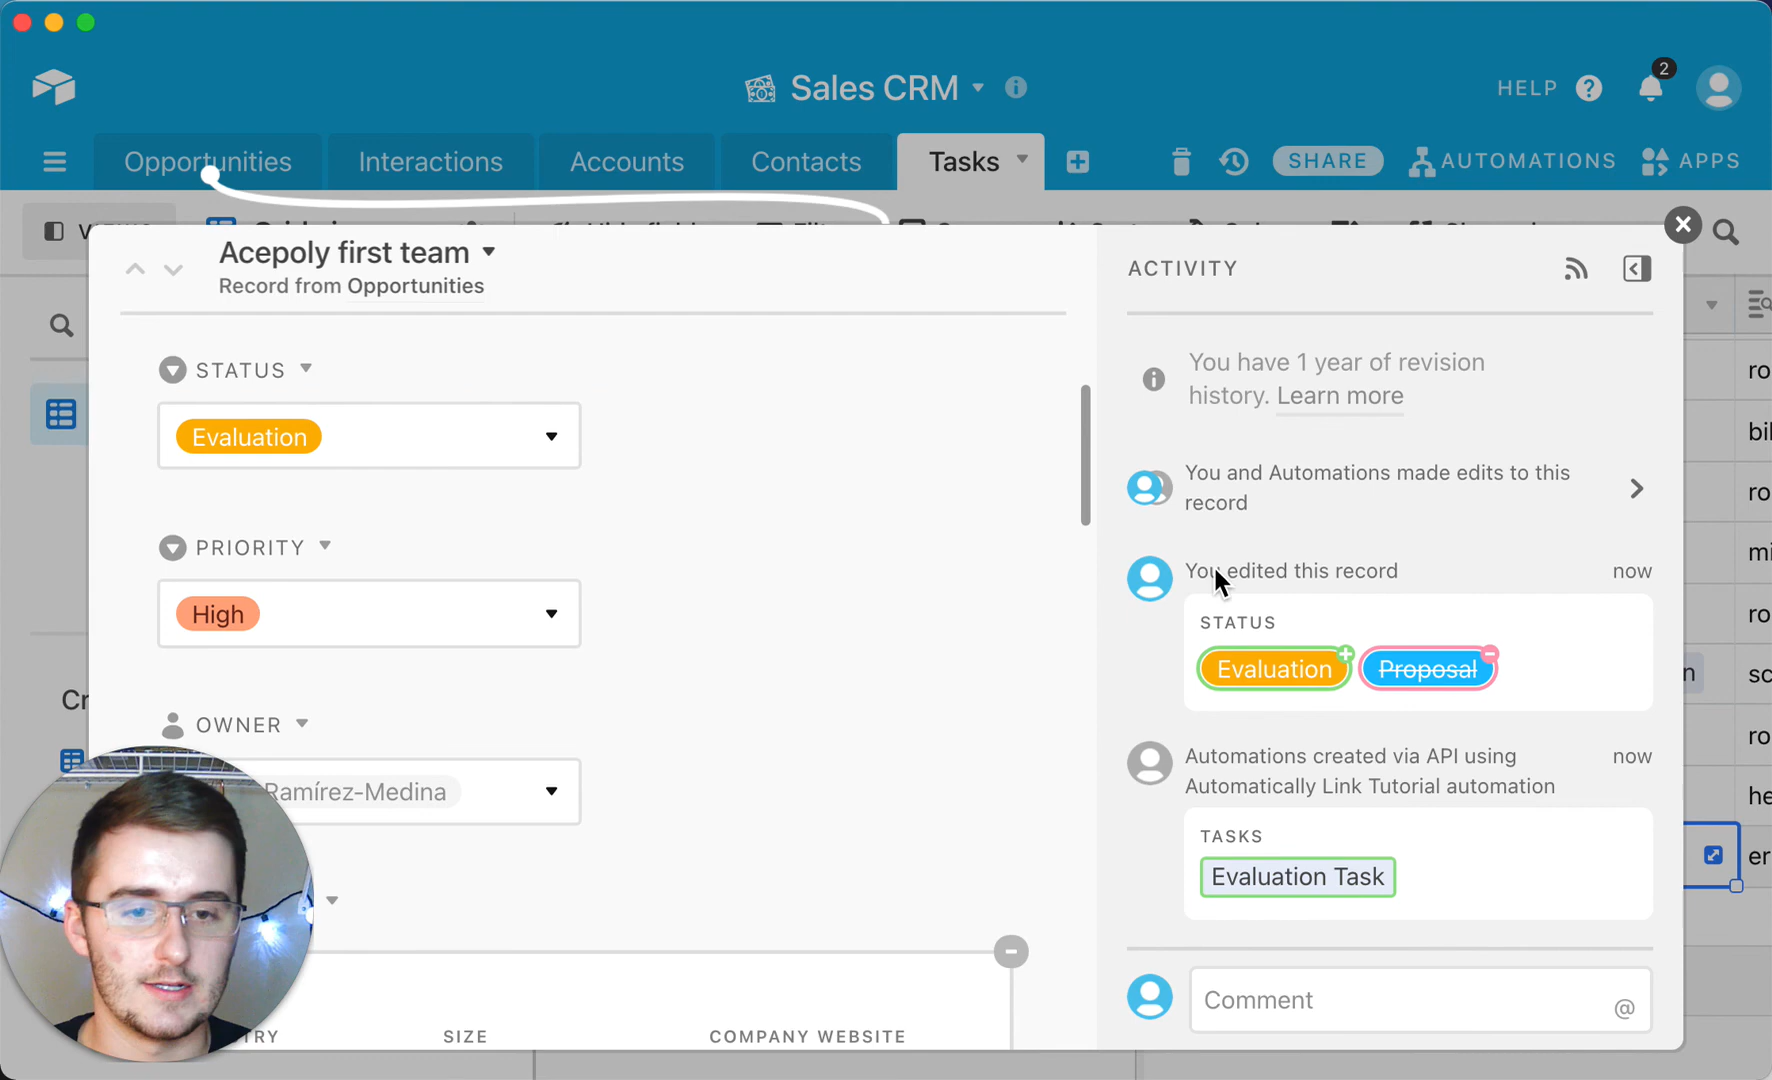 Sales CRM
HELP
2
Opportunities
Interactions
Accounts
Contacts
Tasks
SHARE
AUTOMATIONS
APPS
Acepoly first team
Record from Opportunities
STATUS
Evaluation
PRIORITY
High
OWNER
Ramírez-Medina
SIZE
COMPANY WEBSITE
ACTIVITY
You have 1 year of revision
history. Learn more
You and Automations made edits to this
record
You edited this record
now
STATUS
Evaluation
Proposal
Automations created via API using
Automatically Link Tutorial automation
now
TASKS
Evaluation Task
Comment
@